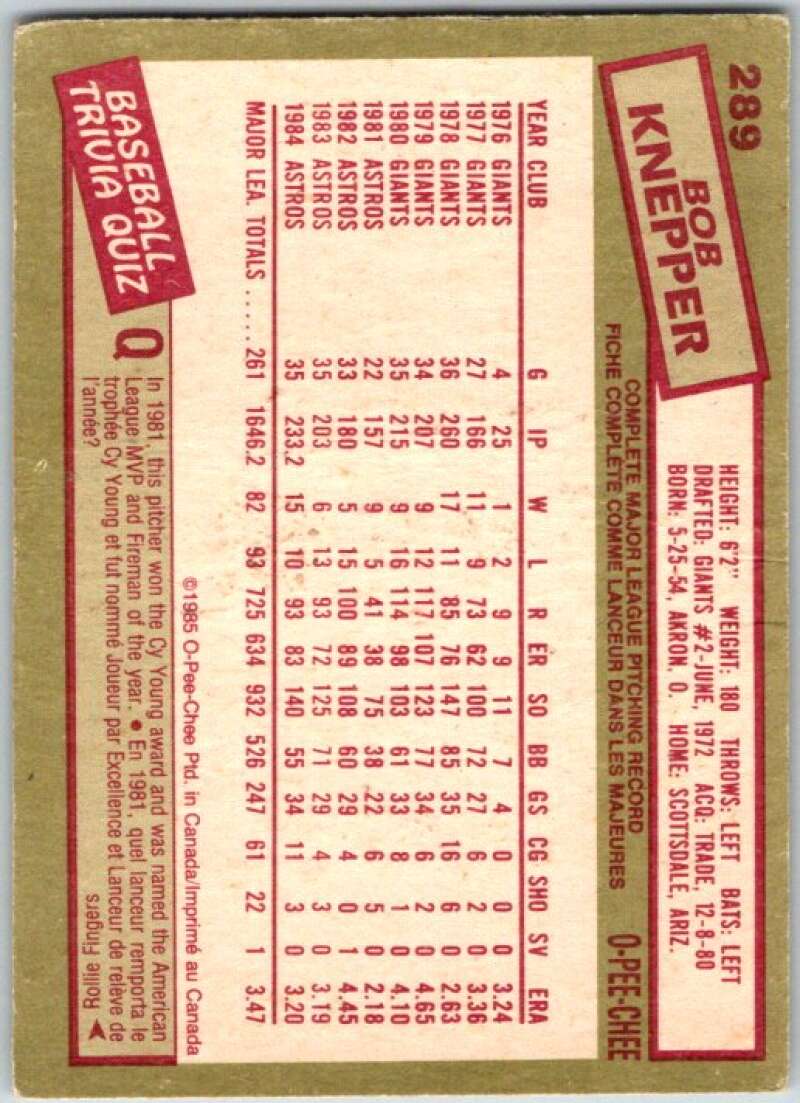 289
BOB
KNEPPER
HEIGHT: 6'2" WEIGHT: 180 THROWS: LEFT BATS: LEFT
DRAFTED: GIANTS #2-JUNE, 1972 ACQ: TRADE, 12-8-80
BORN: 5-25-54, AKRON, O. HOME: SCOTTSDALE, ARIZ.
COMPLETE MAJOR LEAGUE PITCHING RECORD
FICHE COMPLÈTE COMME LANCEUR DANS LES MAJEURES
O-PEE-CHEE
YEAR CLUB G IP W L R ER SO BB GS CG SHO SV ERA
1976 GIANTS 4 25 1 2 9 9 11 7 4 0 0 0 3.24
1977 GIANTS 27 166 11 9 73 62 100 72 27 6 2 0 3.36
1978 GIANTS 36 260 17 11 85 76 147 85 35 16 6 0 2.63
1979 GIANTS 34 207 9 12 117 107 123 77 34 6 2 0 4.65
1980 GIANTS 35 215 9 16 114 98 103 61 33 8 1 0 4.10
1981 ASTROS 22 157 9 5 41 38 75 38 22 6 5 0 2.18
1982 ASTROS 33 180 5 15 100 89 108 60 29 4 0 1 4.45
1983 ASTROS 35 203 6 13 93 72 125 71 29 4 3 0 3.19
1984 ASTROS 35 233.2 15 10 93 83 140 55 34 11 3 0 3.20
MAJOR LEA. TOTALS ..... 261 1646.2 82 93 725 634 932 526 247 61 22 1 3.47
©1985 O-Pee-Chee Ptd. in Canada/Imprimé au Canada
BASEBALL
TRIVIA QUIZ
Q
In 1981, this pitcher won the Cy Young award and was named the American
League MVP and Fireman of the year. • En 1981, quel lanceur remporta le
trophée Cy Young et fut nommé Joueur par Excellence et Lanceur de relève de
l'année?
Rollie Fingers